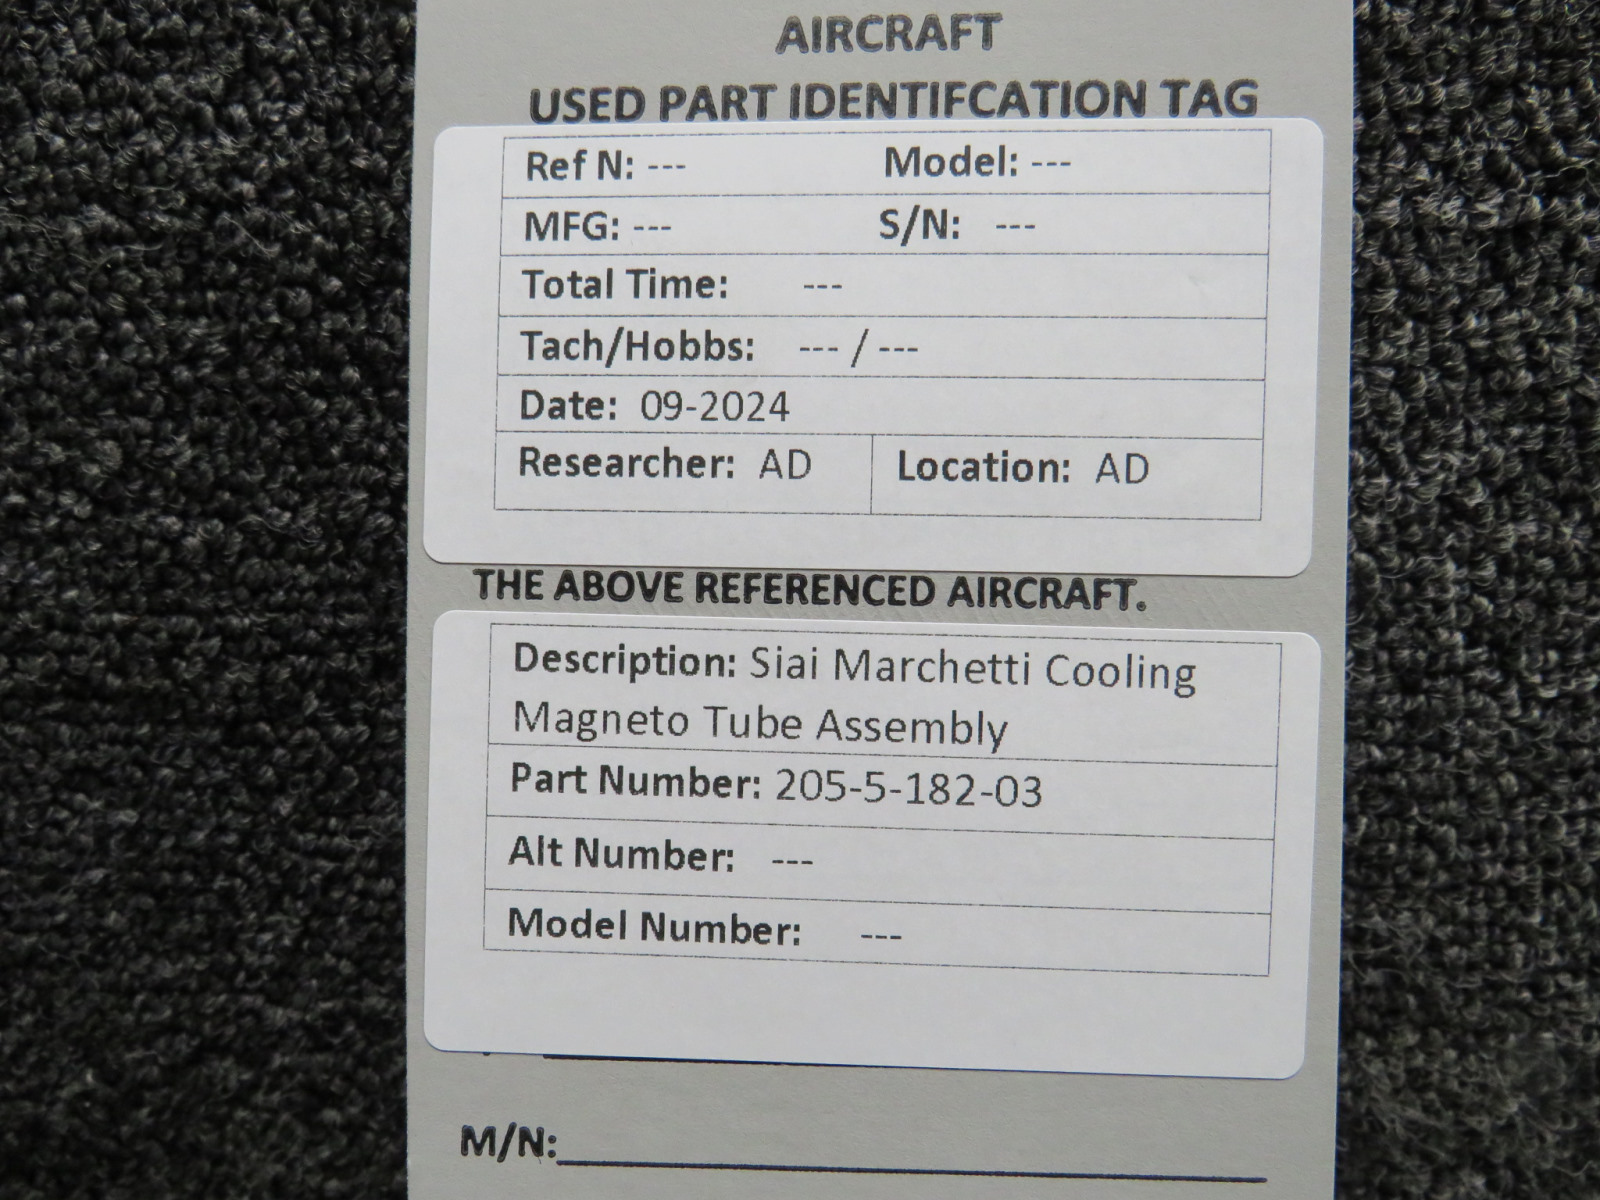 AIRCRAFT
USED PART IDENTIFCATION TAG
Ref N: --- Model: ---
MFG: --- S/N: ---
Total Time: ---
Tach/Hobbs: --- / ---
Date: 09-2024
Researcher: AD Location: AD
THE ABOVE REFERENCED AIRCRAFT.
Description: Siai Marchetti Cooling
Magneto Tube Assembly
Part Number: 205-5-182-03
Alt Number: ---
Model Number: ---
M/N: